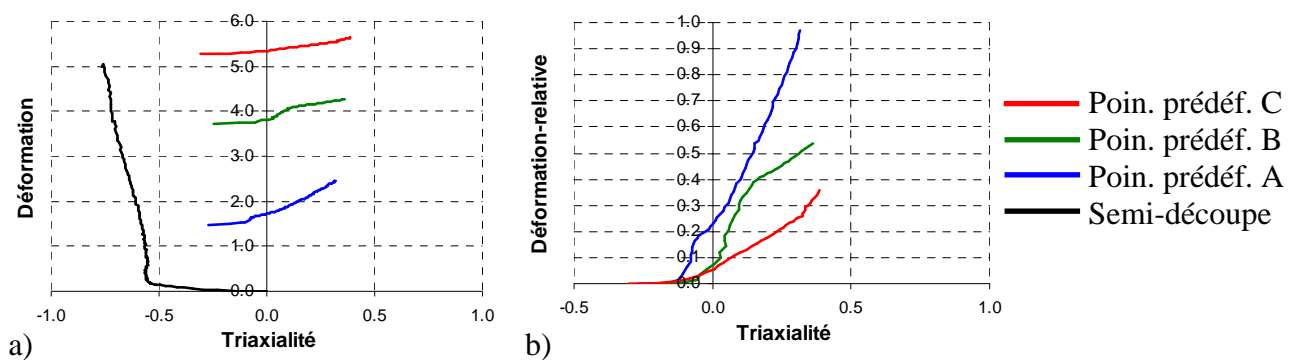 6.0
5.0
4.0
3.0
2.0
1.0
0.0
-1.0
-0.5
0.0
0.5
1.0
Déformation
Triaxialité
a)
1.0
0.9
0.8
0.7
0.6
0.5
0.4
0.3
0.2
0.1
0.0
-0.5
0.0
0.5
1.0
Déformation-relative
Triaxialité
b)
Poin. prédéf. C
Poin. prédéf. B
Poin. prédéf. A
Semi-découpe